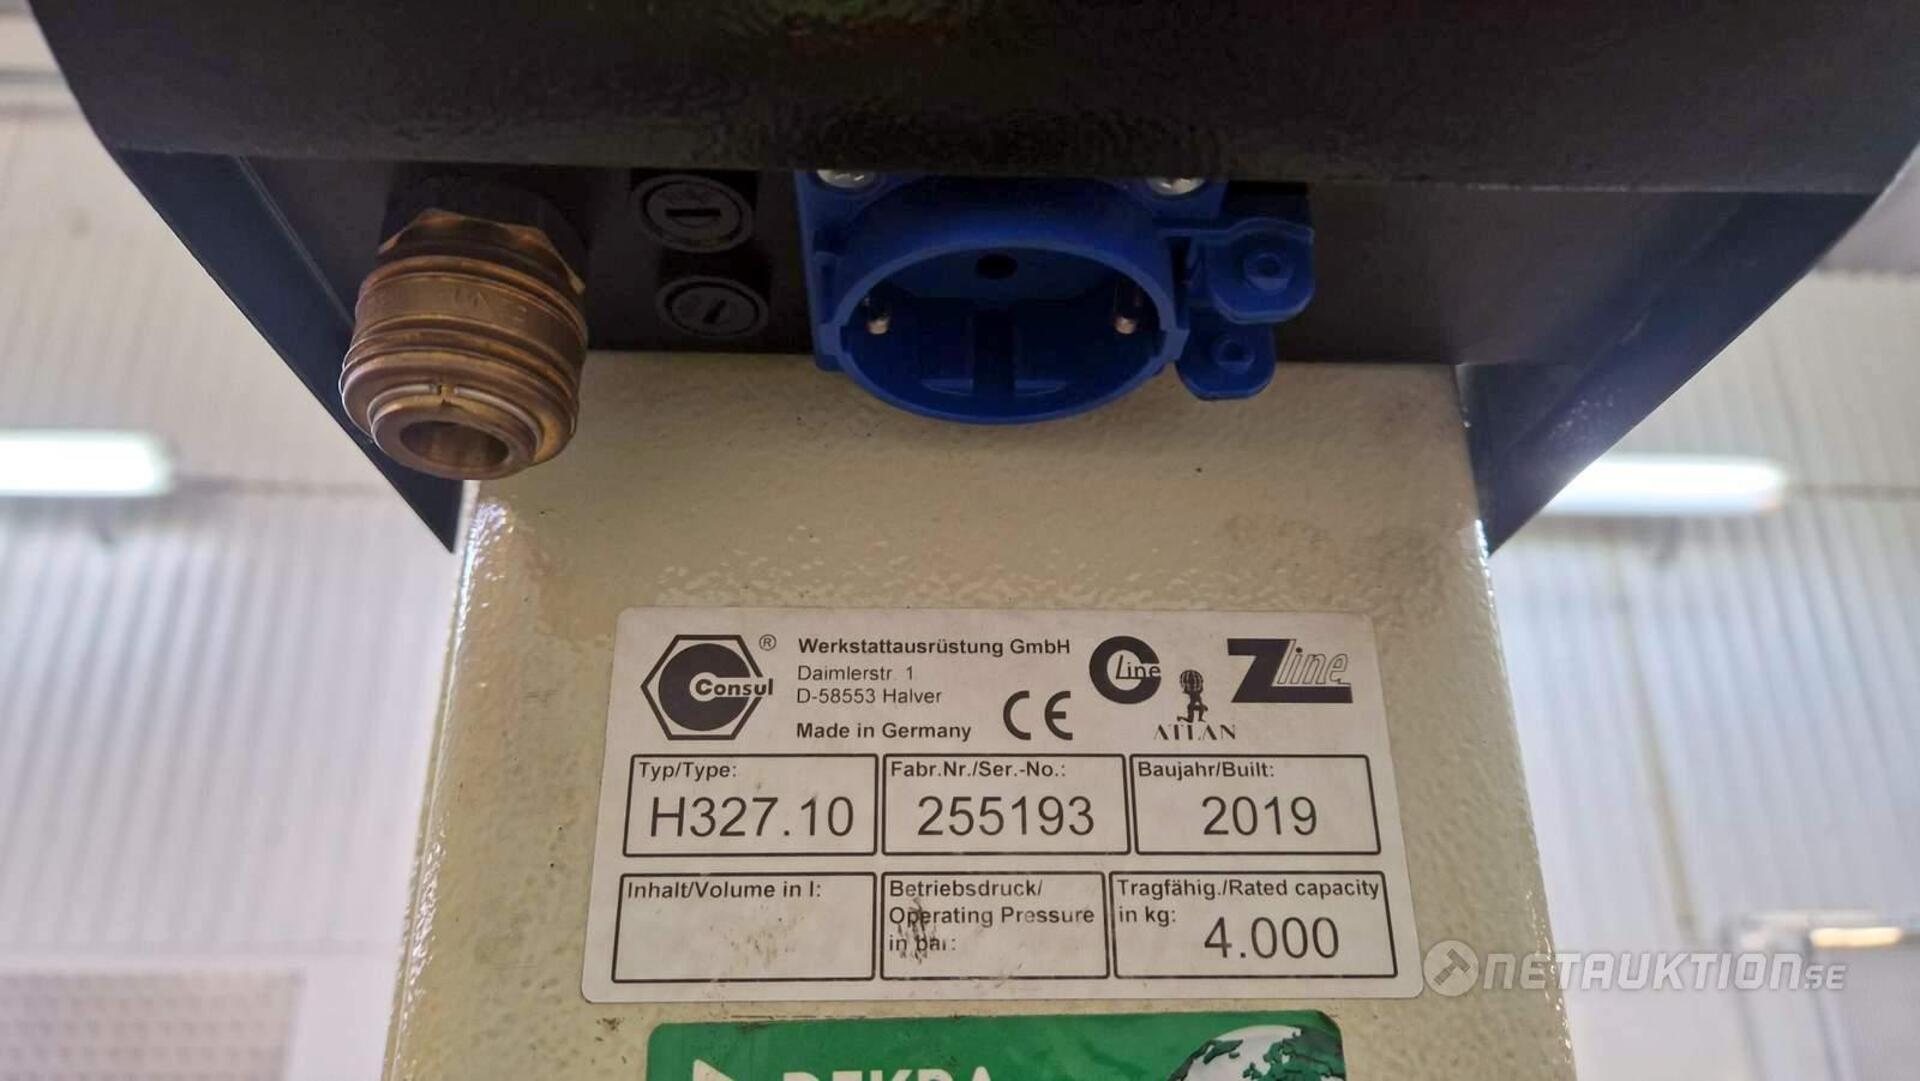 ® Werkstattausrüstung GmbH
Consul
Daimlerstr. 1
D-58553 Halver
Made in Germany
CE
C Line
ATLAN
Zline
Typ/Type:
H327.10
Fabr.Nr./Ser.-No.:
255193
Baujahr/Built:
2019
Inhalt/Volume in l:
Betriebsdruck/
Operating Pressure
in bar:
Tragfähig./Rated capacity
in kg:
4.000
NETAUKTION.SE
DEKRA